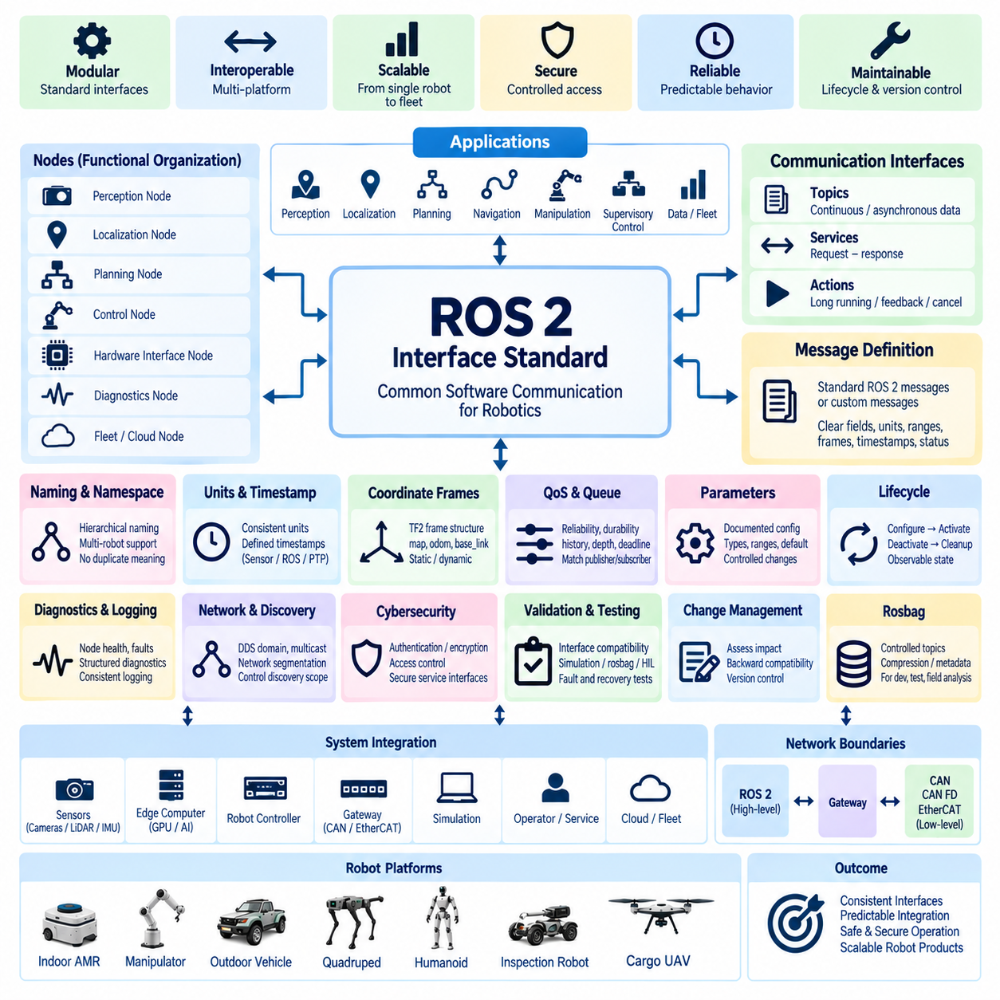 Modular
Standard interfaces
Interoperable
Multi-platform
Scalable
From single robot
to fleet
Secure
Controlled access
Reliable
Predictable behavior
Maintainable
Lifecycle & version control
Nodes (Functional Organization)
Perception Node
Localization Node
Planning Node
Control Node
Hardware Interface Node
Diagnostics Node
Fleet / Cloud Node
Applications
Perception
Localization
Planning
Navigation
Manipulation
Supervisory
Control
Data / Fleet
ROS 2
Interface Standard
Common Software Communication
for Robotics
Communication Interfaces
Topics
Continuous / asynchronous data
Services
Request – response
Actions
Long running / feedback / cancel
Message Definition
Standard ROS 2 messages
or custom messages
Clear fields, units, ranges,
frames, timestamps, status
Naming & Namespace
Hierarchical naming
Multi-robot support
No duplicate meaning
Units & Timestamp
Consistent units
Defined timestamps
(Sensor / ROS / PTP)
Coordinate Frames
TF2 frame structure
map, odom, base_link
Static / dynamic
QoS & Queue
Reliability, durability
history, depth, deadline
Match publisher/subscriber
Parameters
Documented config
Types, ranges, default
Controlled changes
Lifecycle
Configure → Activate
Deactivate → Cleanup
Observable state
Diagnostics & Logging
Node health, faults
Structured diagnostics
Consistent logging
Network & Discovery
DDS domain, multicast
Network segmentation
Control discovery scope
Cybersecurity
Authentication / encryption
Access control
Secure service interfaces
Validation & Testing
Interface compatibility
Simulation / rosbag / HIL
Fault and recovery tests
Change Management
Assess impact
Backward compatibility
Version control
Rosbag
Controlled topics
Compression / metadata
For dev, test, field analysis
System Integration
Sensors
(Cameras / LiDAR / IMU)
Edge Computer
(GPU / AI)
Robot Controller
Gateway
(CAN / EtherCAT)
Simulation
Operator / Service
Cloud / Fleet
Network Boundaries
ROS 2
(High-level)
Gateway
CAN
CAN FD
EtherCAT
(Low-level)
Robot Platforms
Indoor AMR
Manipulator
Outdoor Vehicle
Quadruped
Humanoid
Inspection Robot
Cargo UAV
Outcome
Consistent Interfaces
Predictable Integration
Safe & Secure Operation
Scalable Robot Products